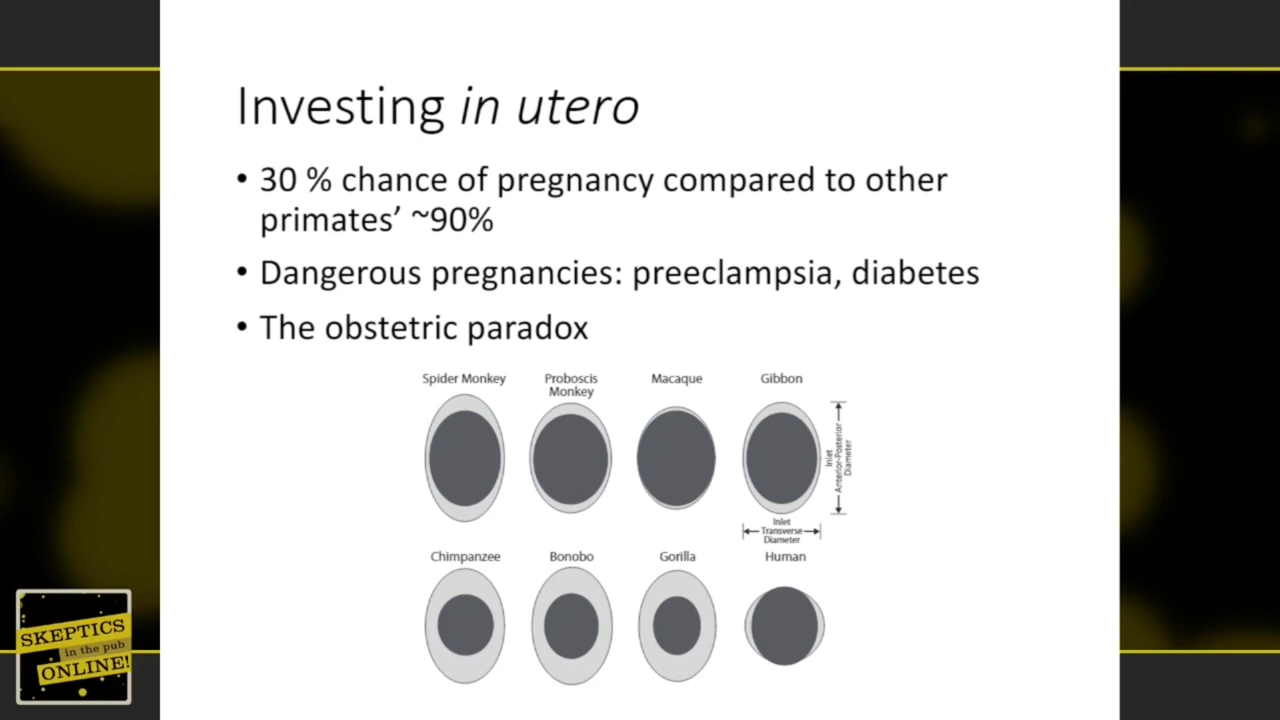 Investing in utero
• 30 % chance of pregnancy compared to other
primates’ ~90%
• Dangerous pregnancies: preeclampsia, diabetes
• The obstetric paradox
Spider Monkey
Proboscis
Monkey
Macaque
Gibbon
Inlet
Anterior-Posterior
Diameter
Inlet
Transverse
Diameter
Chimpanzee
Bonobo
Gorilla
Human
SKEPTICS
in the pub
ONLINE!